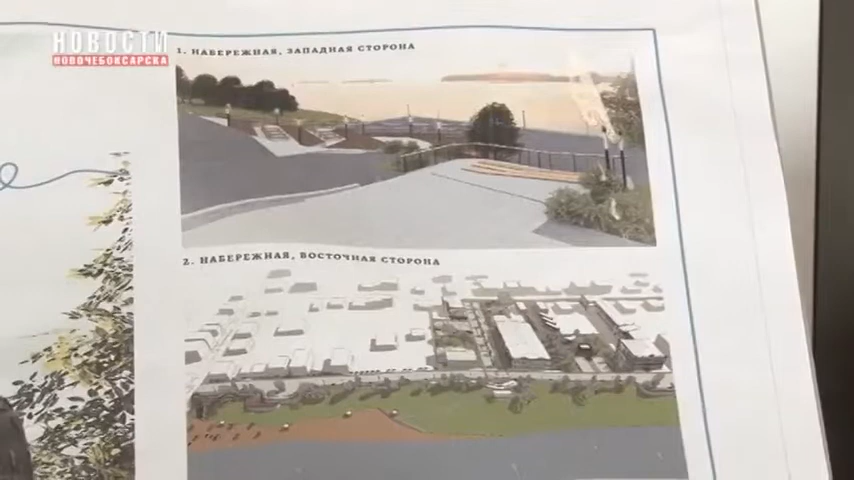 НОВОСТИ
НОВОЧЕБОКСАРСКА
1. НАБЕРЕЖНАЯ, ЗАПАДНАЯ СТОРОНА
2. НАБЕРЕЖНАЯ, ВОСТОЧНАЯ СТОРОНА